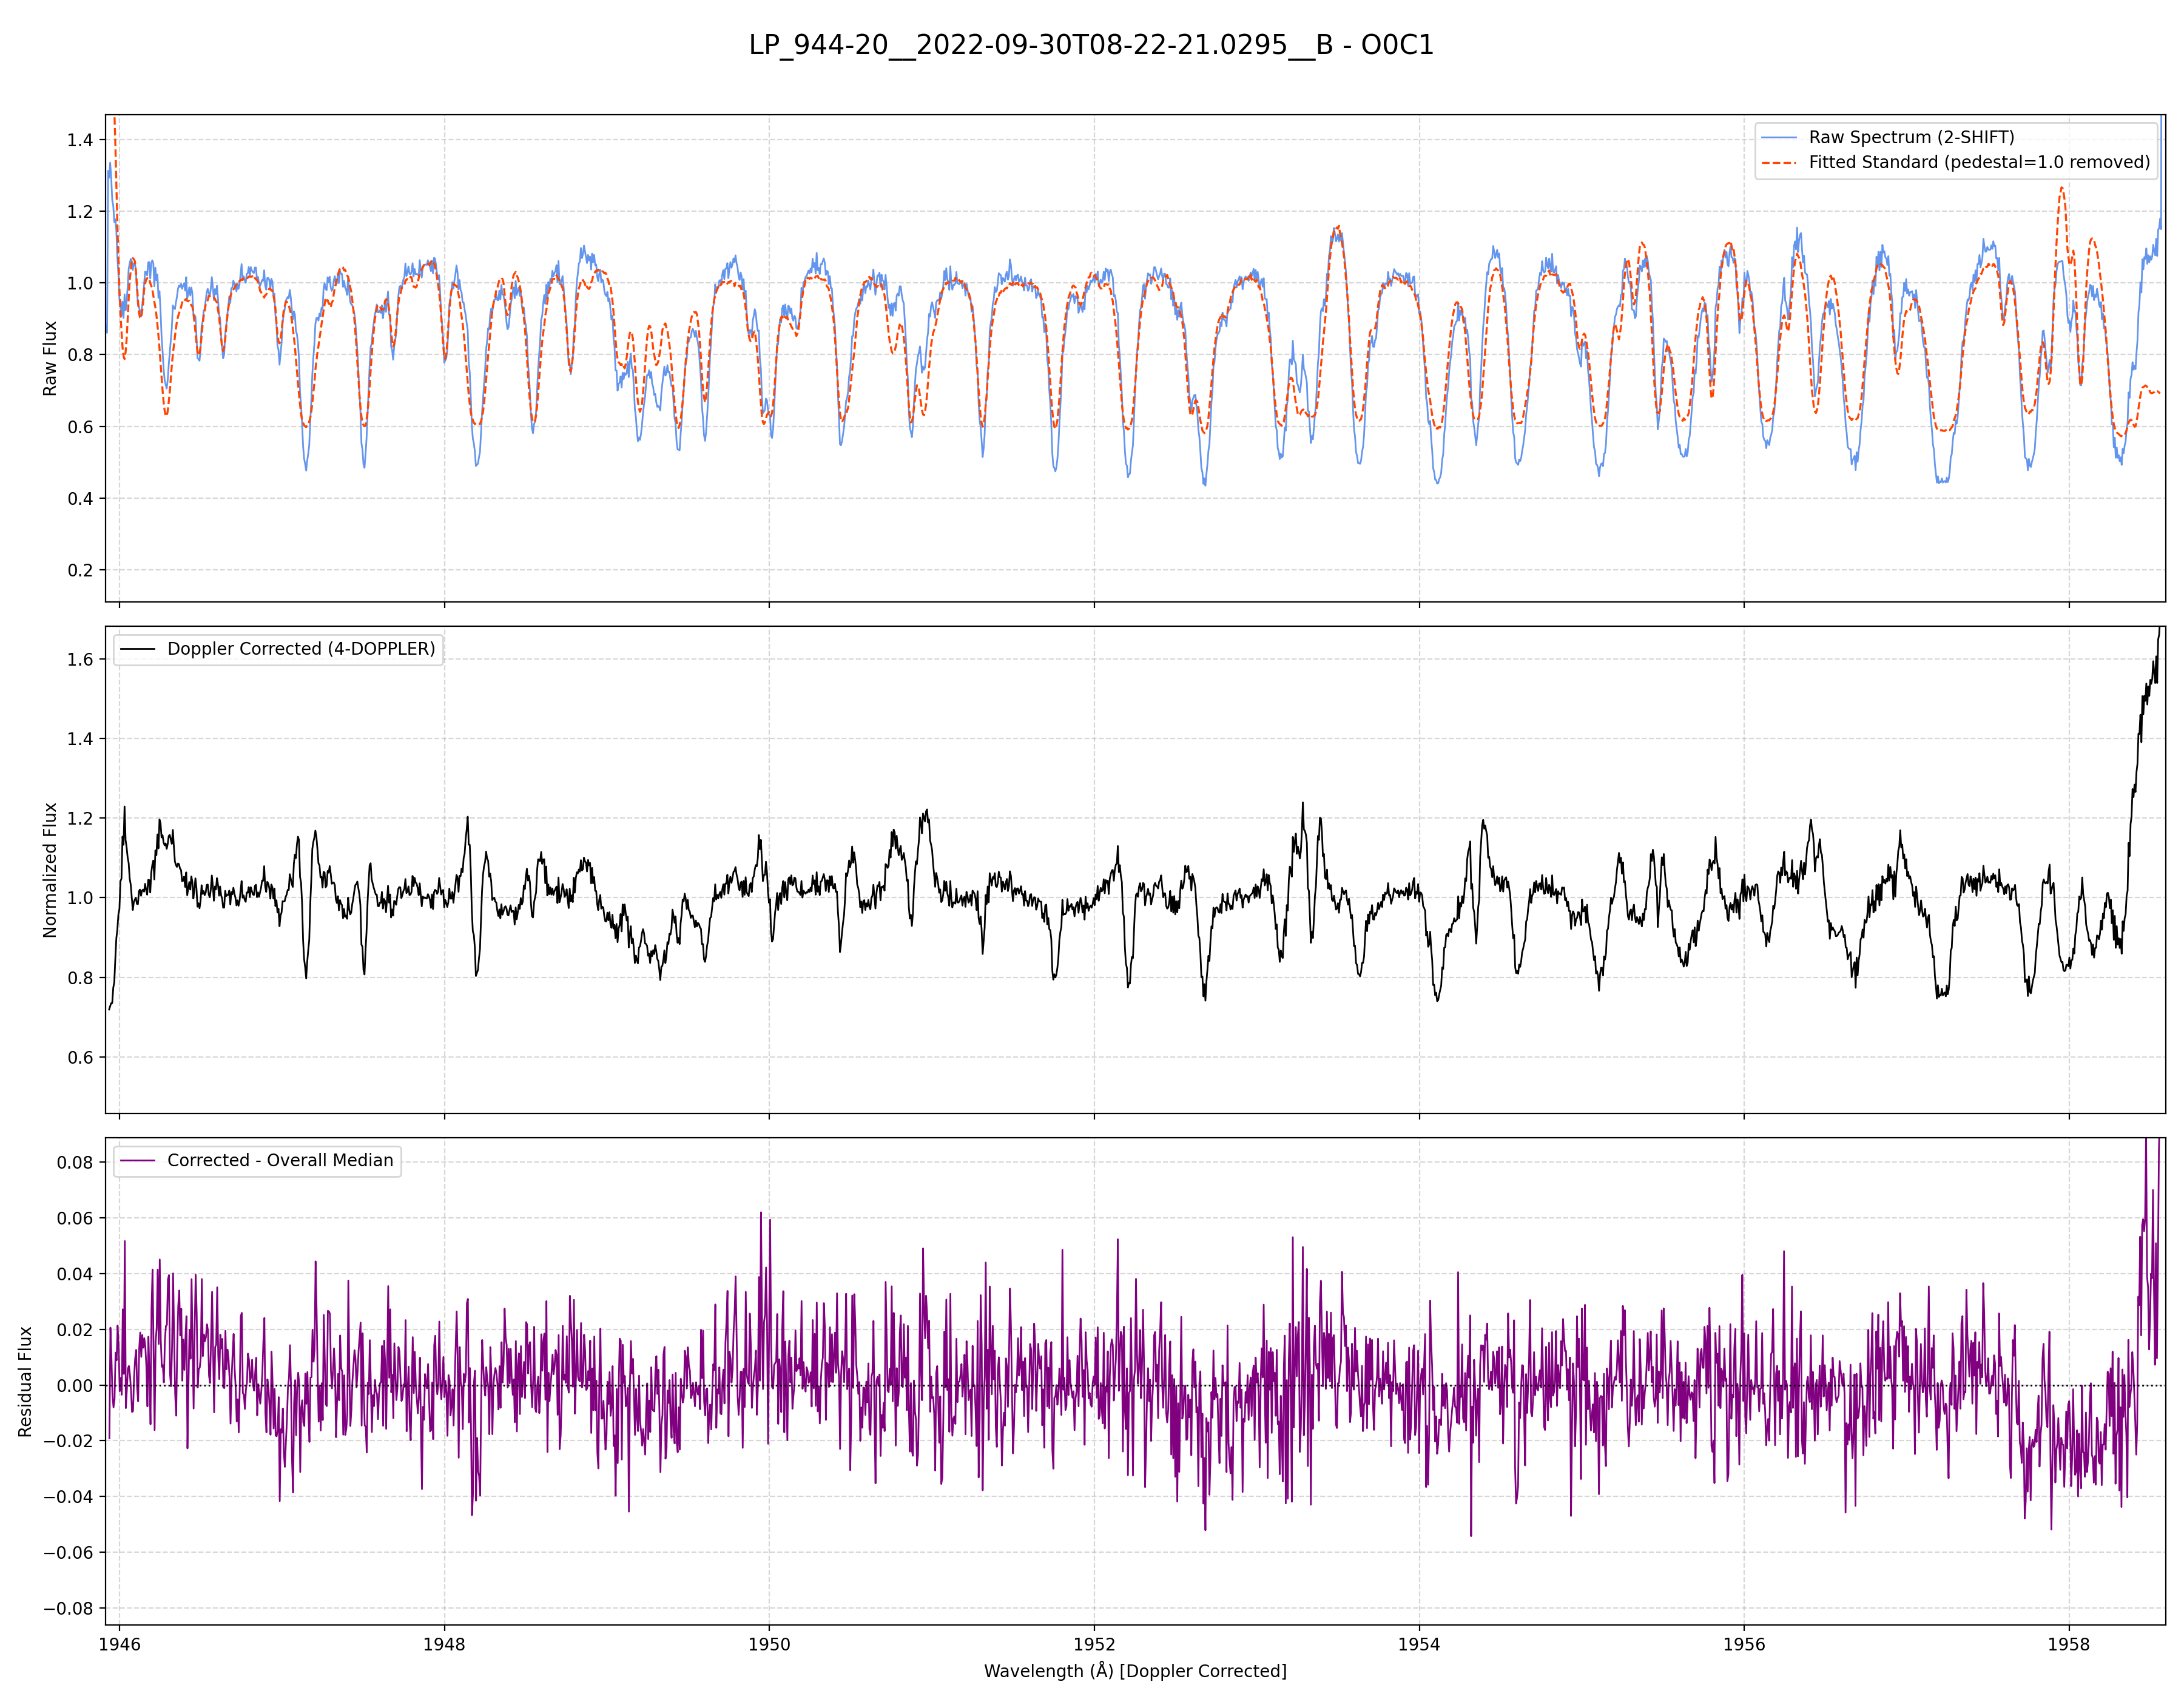 LP_944-20__2022-09-30T08-22-21.0295__B - O0C1
Raw Spectrum (2-SHIFT)
Fitted Standard (pedestal=1.0 removed)
Raw Flux
1.4
1.2
1.0
0.8
0.6
0.4
0.2
Doppler Corrected (4-DOPPLER)
Normalized Flux
1.6
1.4
1.2
1.0
0.8
0.6
Corrected - Overall Median
Residual Flux
0.08
0.06
0.04
0.02
0.00
−0.02
−0.04
−0.06
−0.08
1946 1948 1950 1952 1954 1956 1958
Wavelength (Å) [Doppler Corrected]